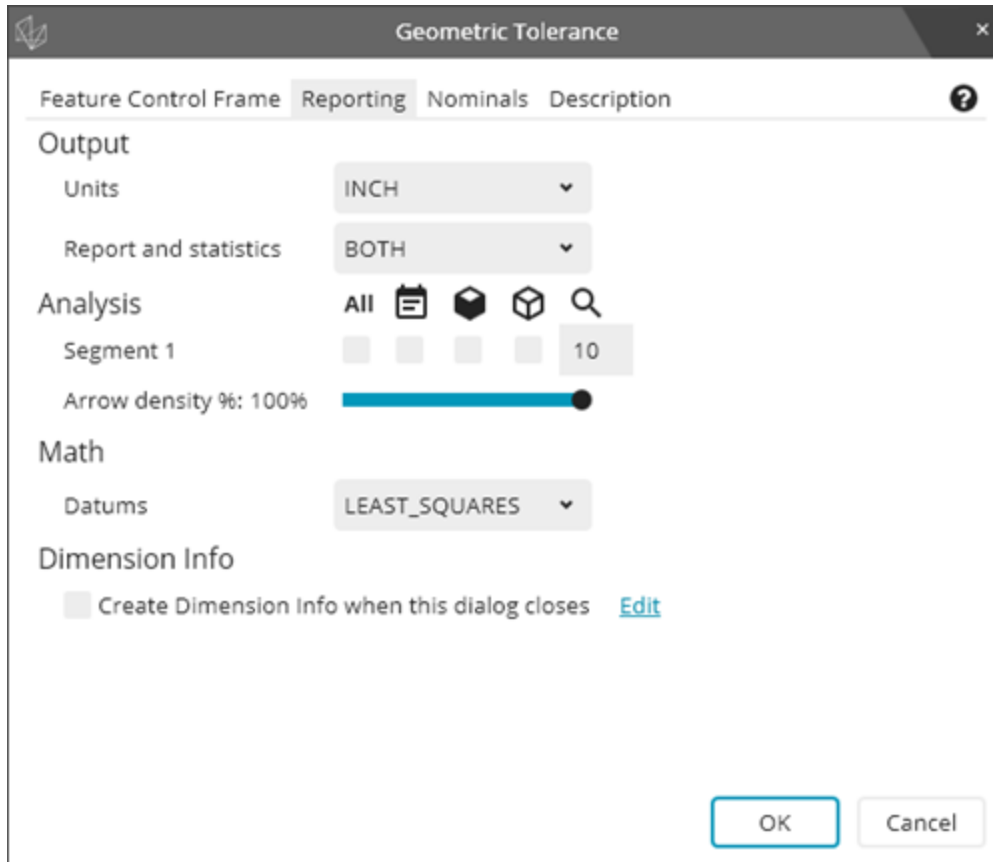 Geometric Tolerance
Feature Control Frame Reporting Nominals Description
Output
Units INCH
Report and statistics BOTH
Analysis All
Segment 1 10
Arrow density %: 100%
Math
Datums LEAST_SQUARES
Dimension Info
Create Dimension Info when this dialog closes Edit
OK Cancel